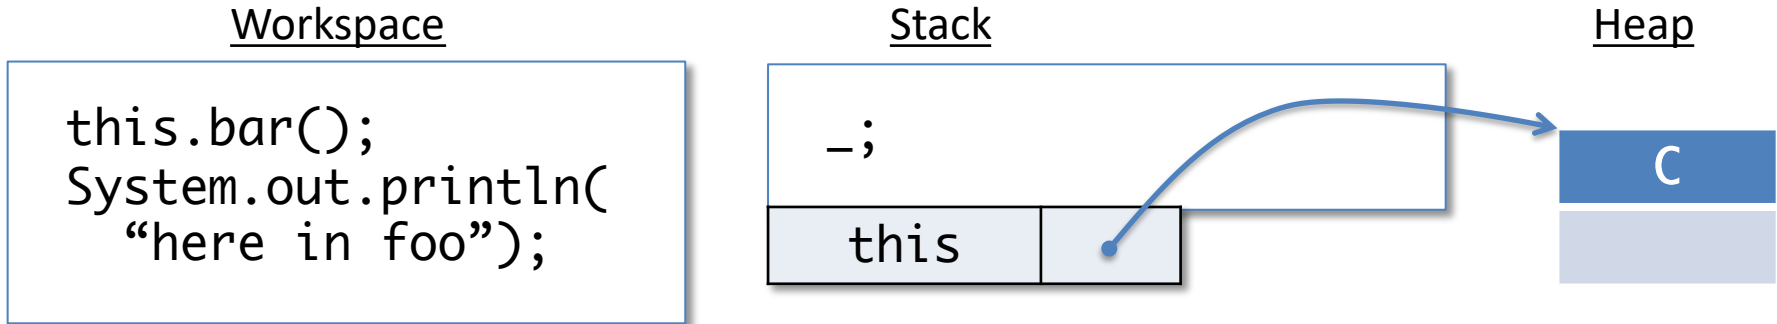 Workspace
Stack
Heap
this.bar();
System.out.println(
“here in foo”);
_;
this
C